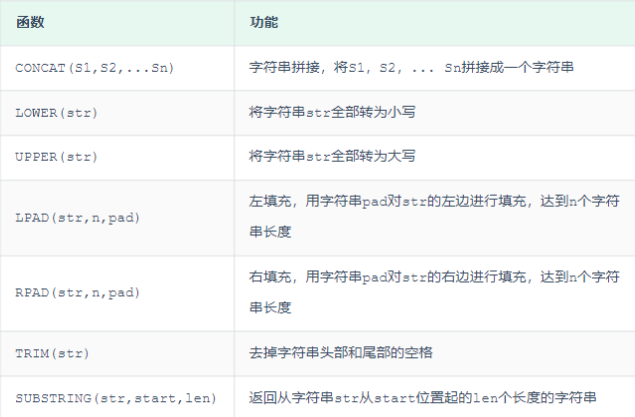 函数 功能
CONCAT(S1,S2,...Sn) 字符串拼接，将S1，S2，... Sn拼接成一个字符串
LOWER(str) 将字符串str全部转为小写
UPPER(str) 将字符串str全部转为大写
LPAD(str,n,pad) 左填充，用字符串pad对str的左边进行填充，达到n个字符
串长度
RPAD(str,n,pad) 右填充，用字符串pad对str的右边进行填充，达到n个字符
串长度
TRIM(str) 去掉字符串头部和尾部的空格
SUBSTRING(str,start,len) 返回从字符串str从start位置起的len个长度的字符串